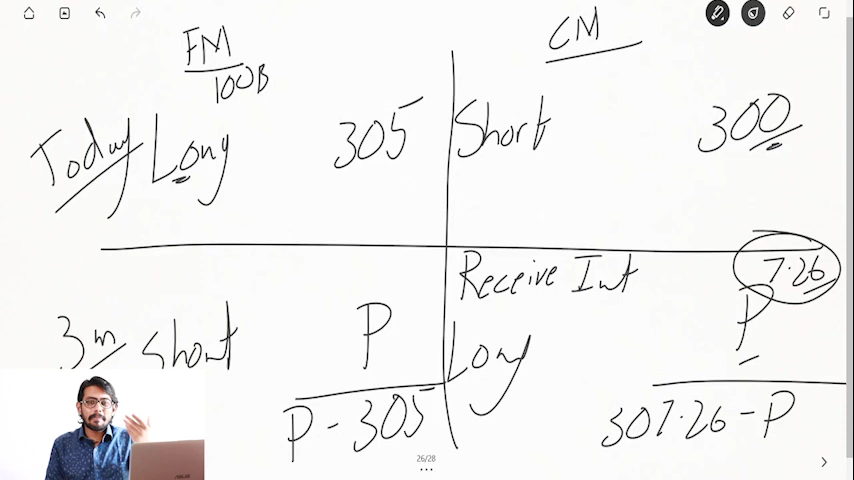 FM
CM
100B
Today Long 305 Short 300
Receive Int 7.26
3m Short P Long P
P - 305 307.26 - P
26/28
ASUS